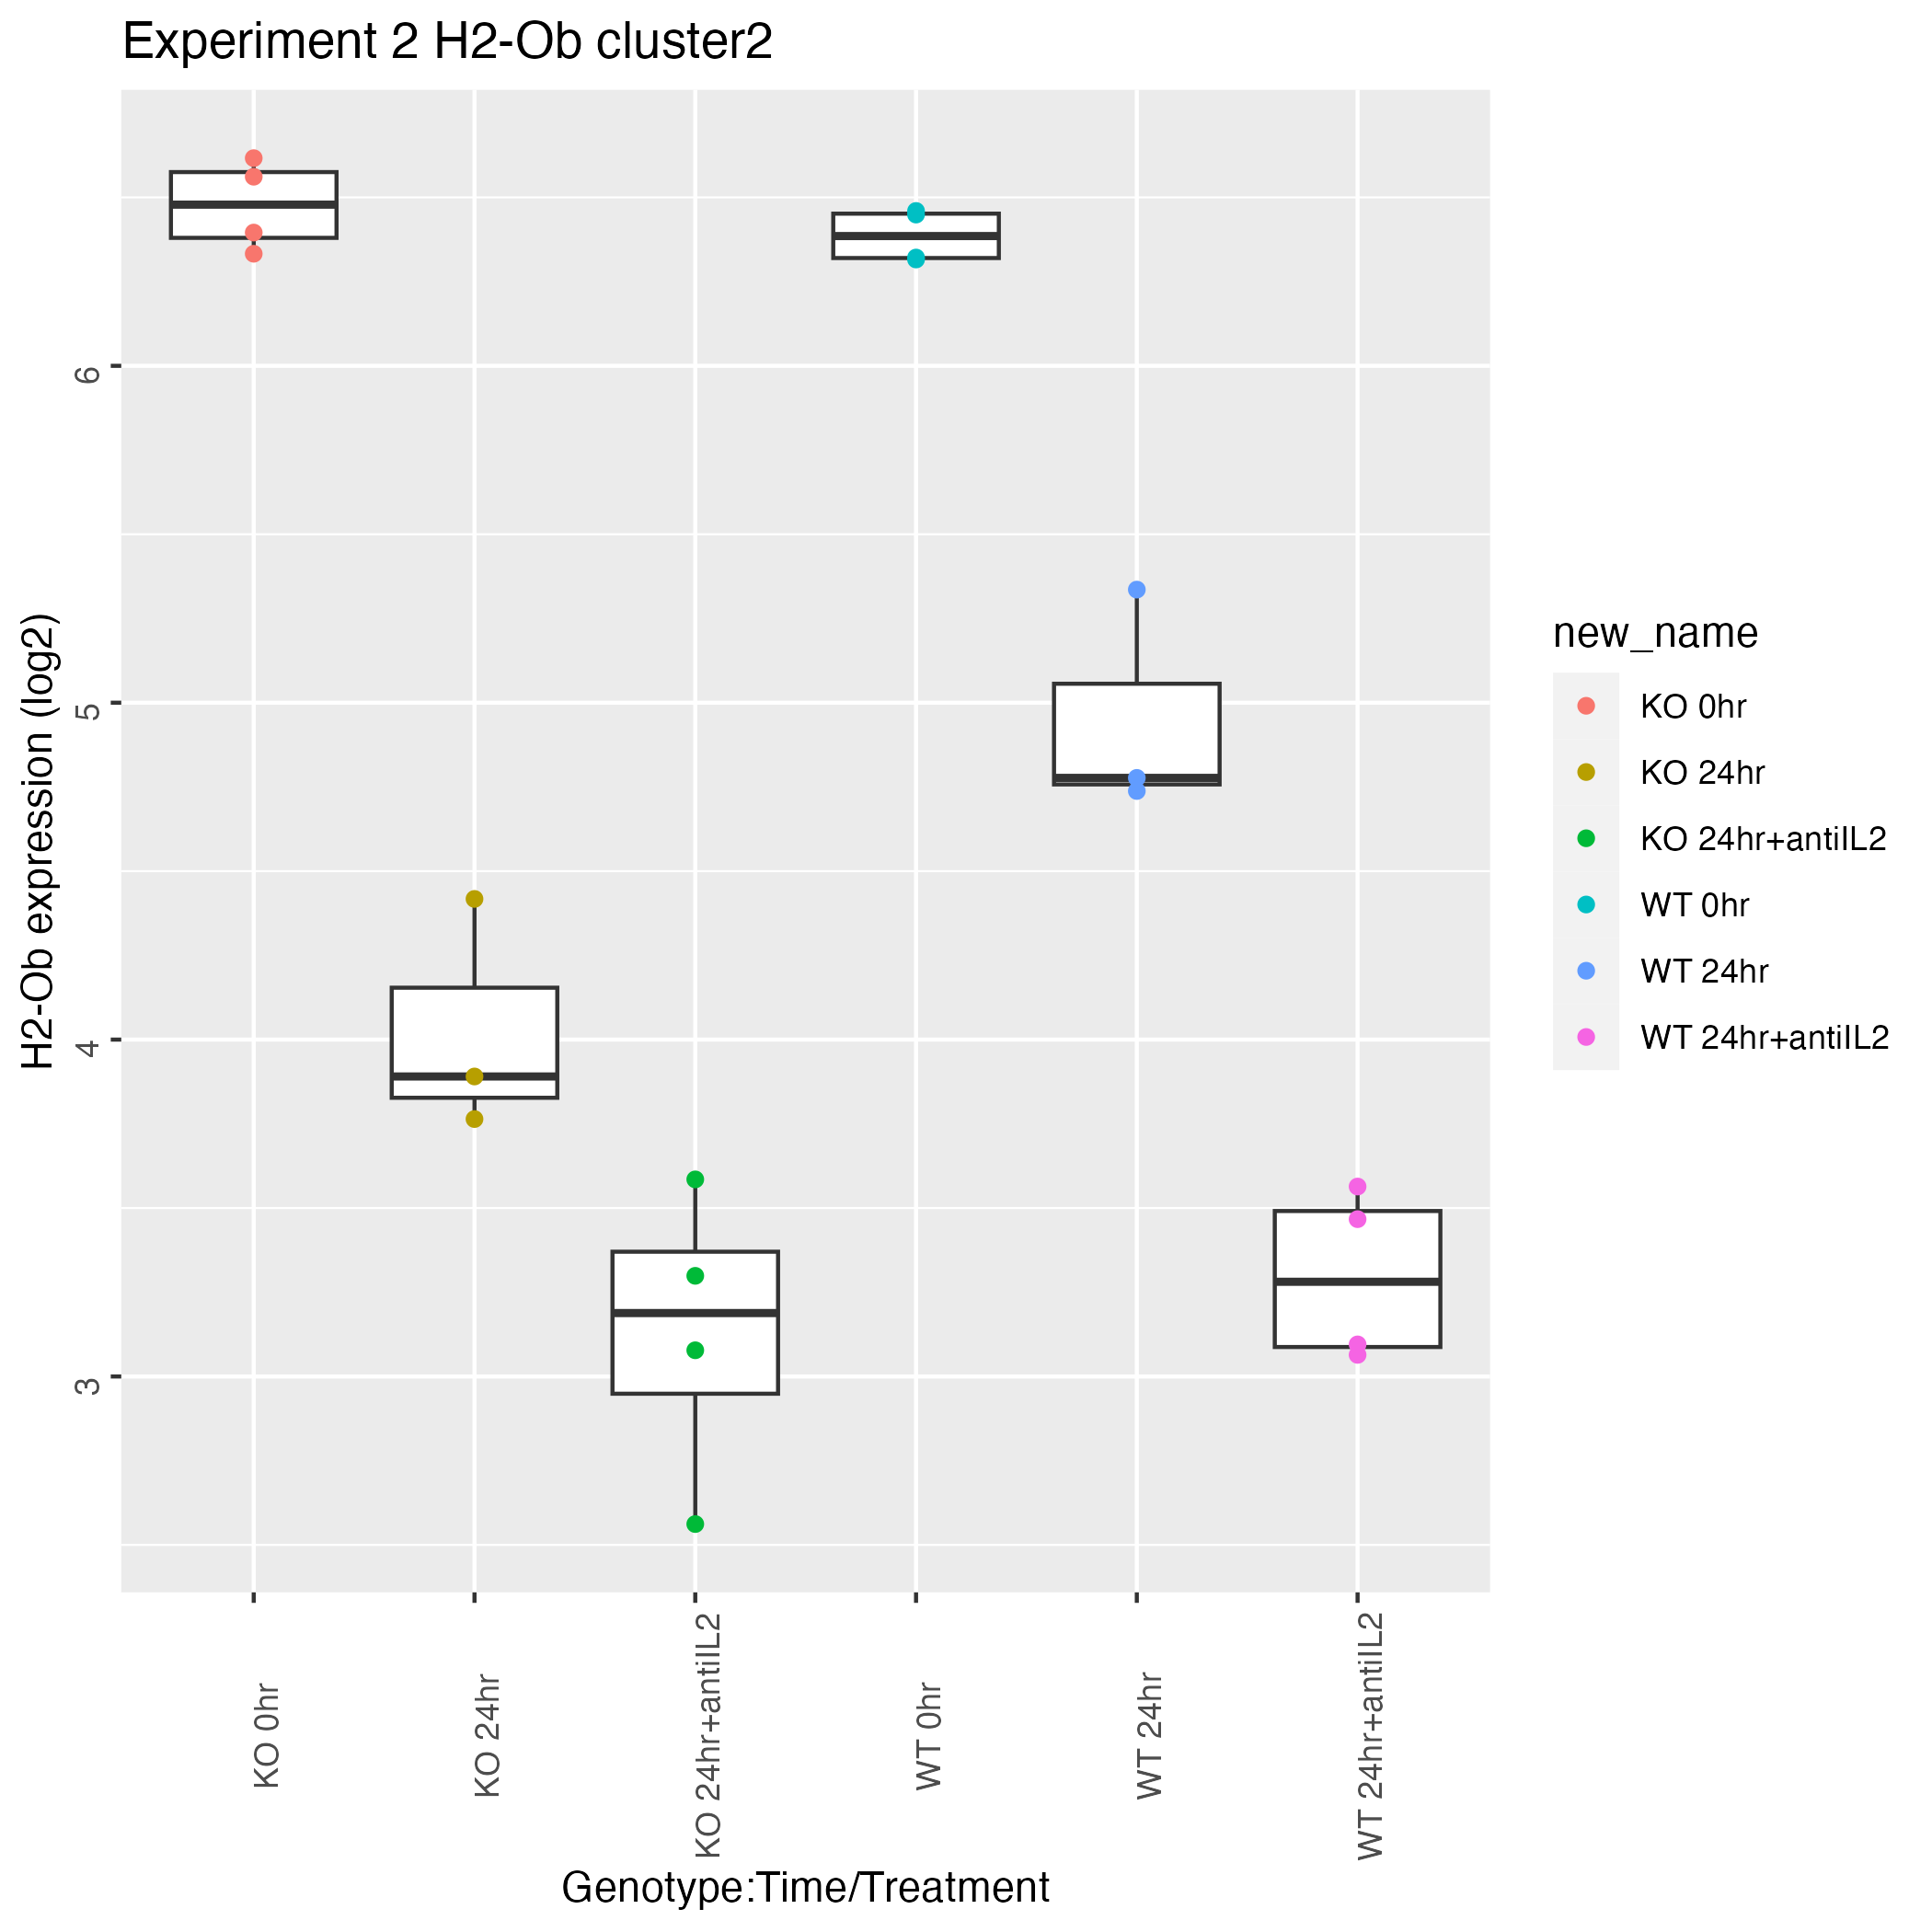 Experiment 2 H2-Ob cluster2
H2-Ob expression (log2)
6
5
4
3
KO 0hr
KO 24hr
KO 24hr+antiIL2
WT 0hr
WT 24hr
WT 24hr+antiIL2
Genotype:Time/Treatment
new_name
KO 0hr
KO 24hr
KO 24hr+antiIL2
WT 0hr
WT 24hr
WT 24hr+antiIL2